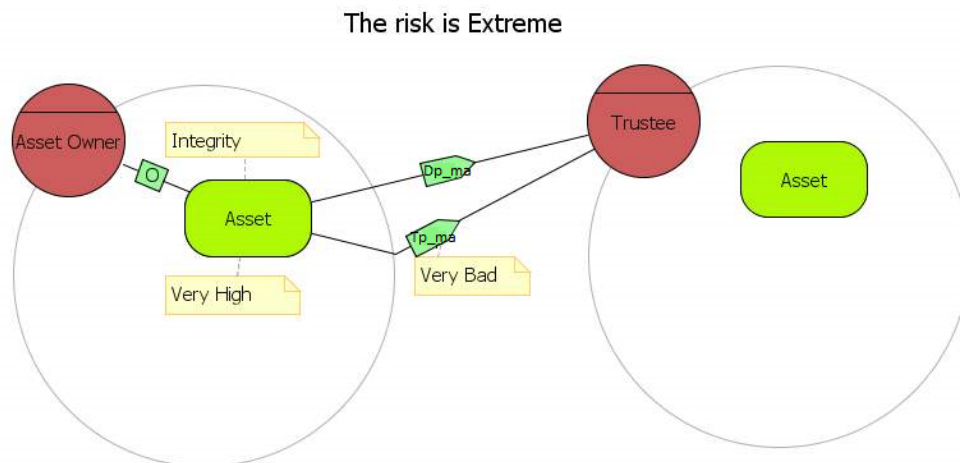 The risk is Extreme
Asset Owner
O
Integrity
Asset
Very High
Dp_ma
Tp_ma
Very Bad
Trustee
Asset